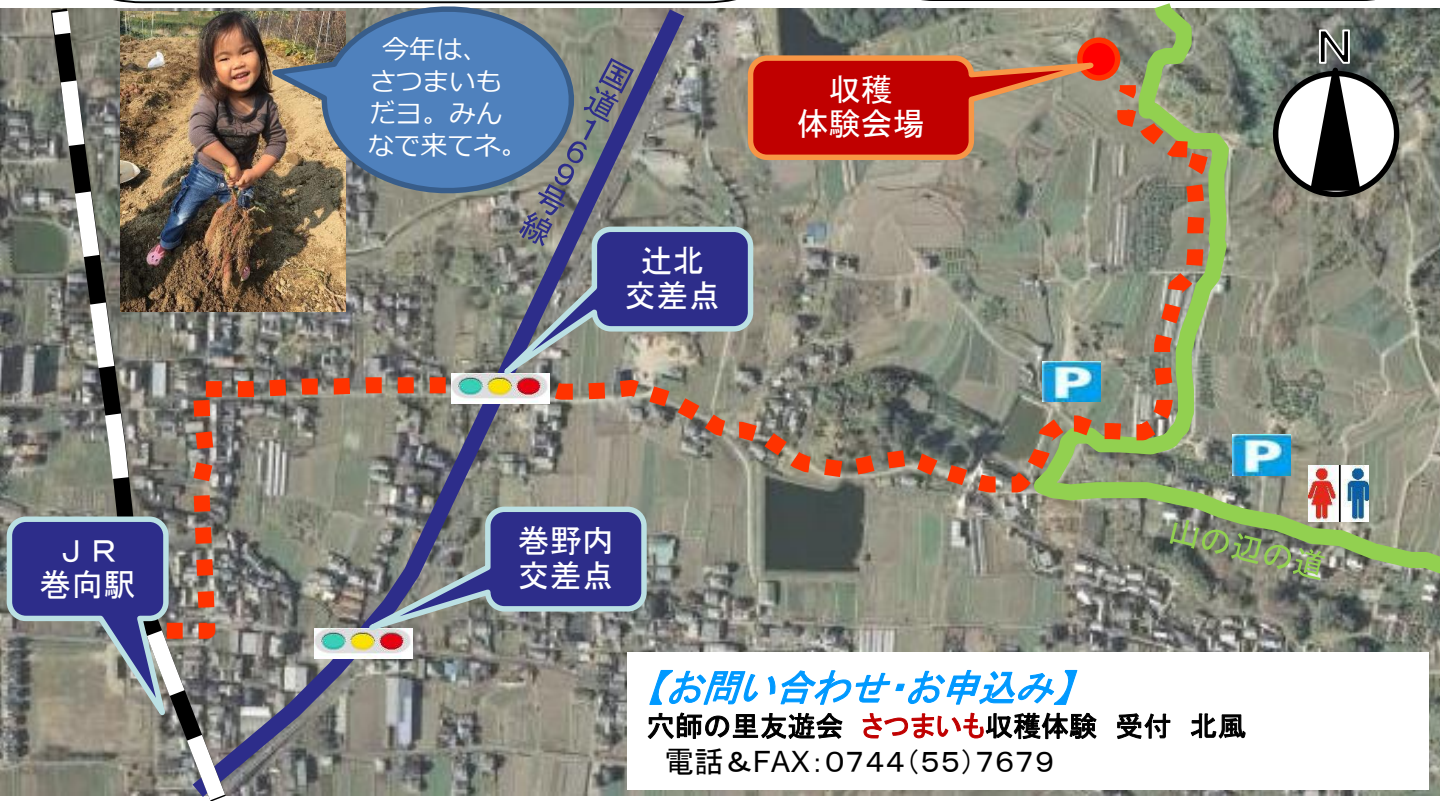 今年は、
さつまいも
だヨ。みん
なで来てネ。
国道169号線
収穫
体験会場
N
辻北
交差点
P
P
山の辺の道
巻野内
交差点
JR
巻向駅
【お問い合わせ・お申込み】
穴師の里友遊会 さつまいも収穫体験 受付 北風
電話&FAX:0744(55)7679